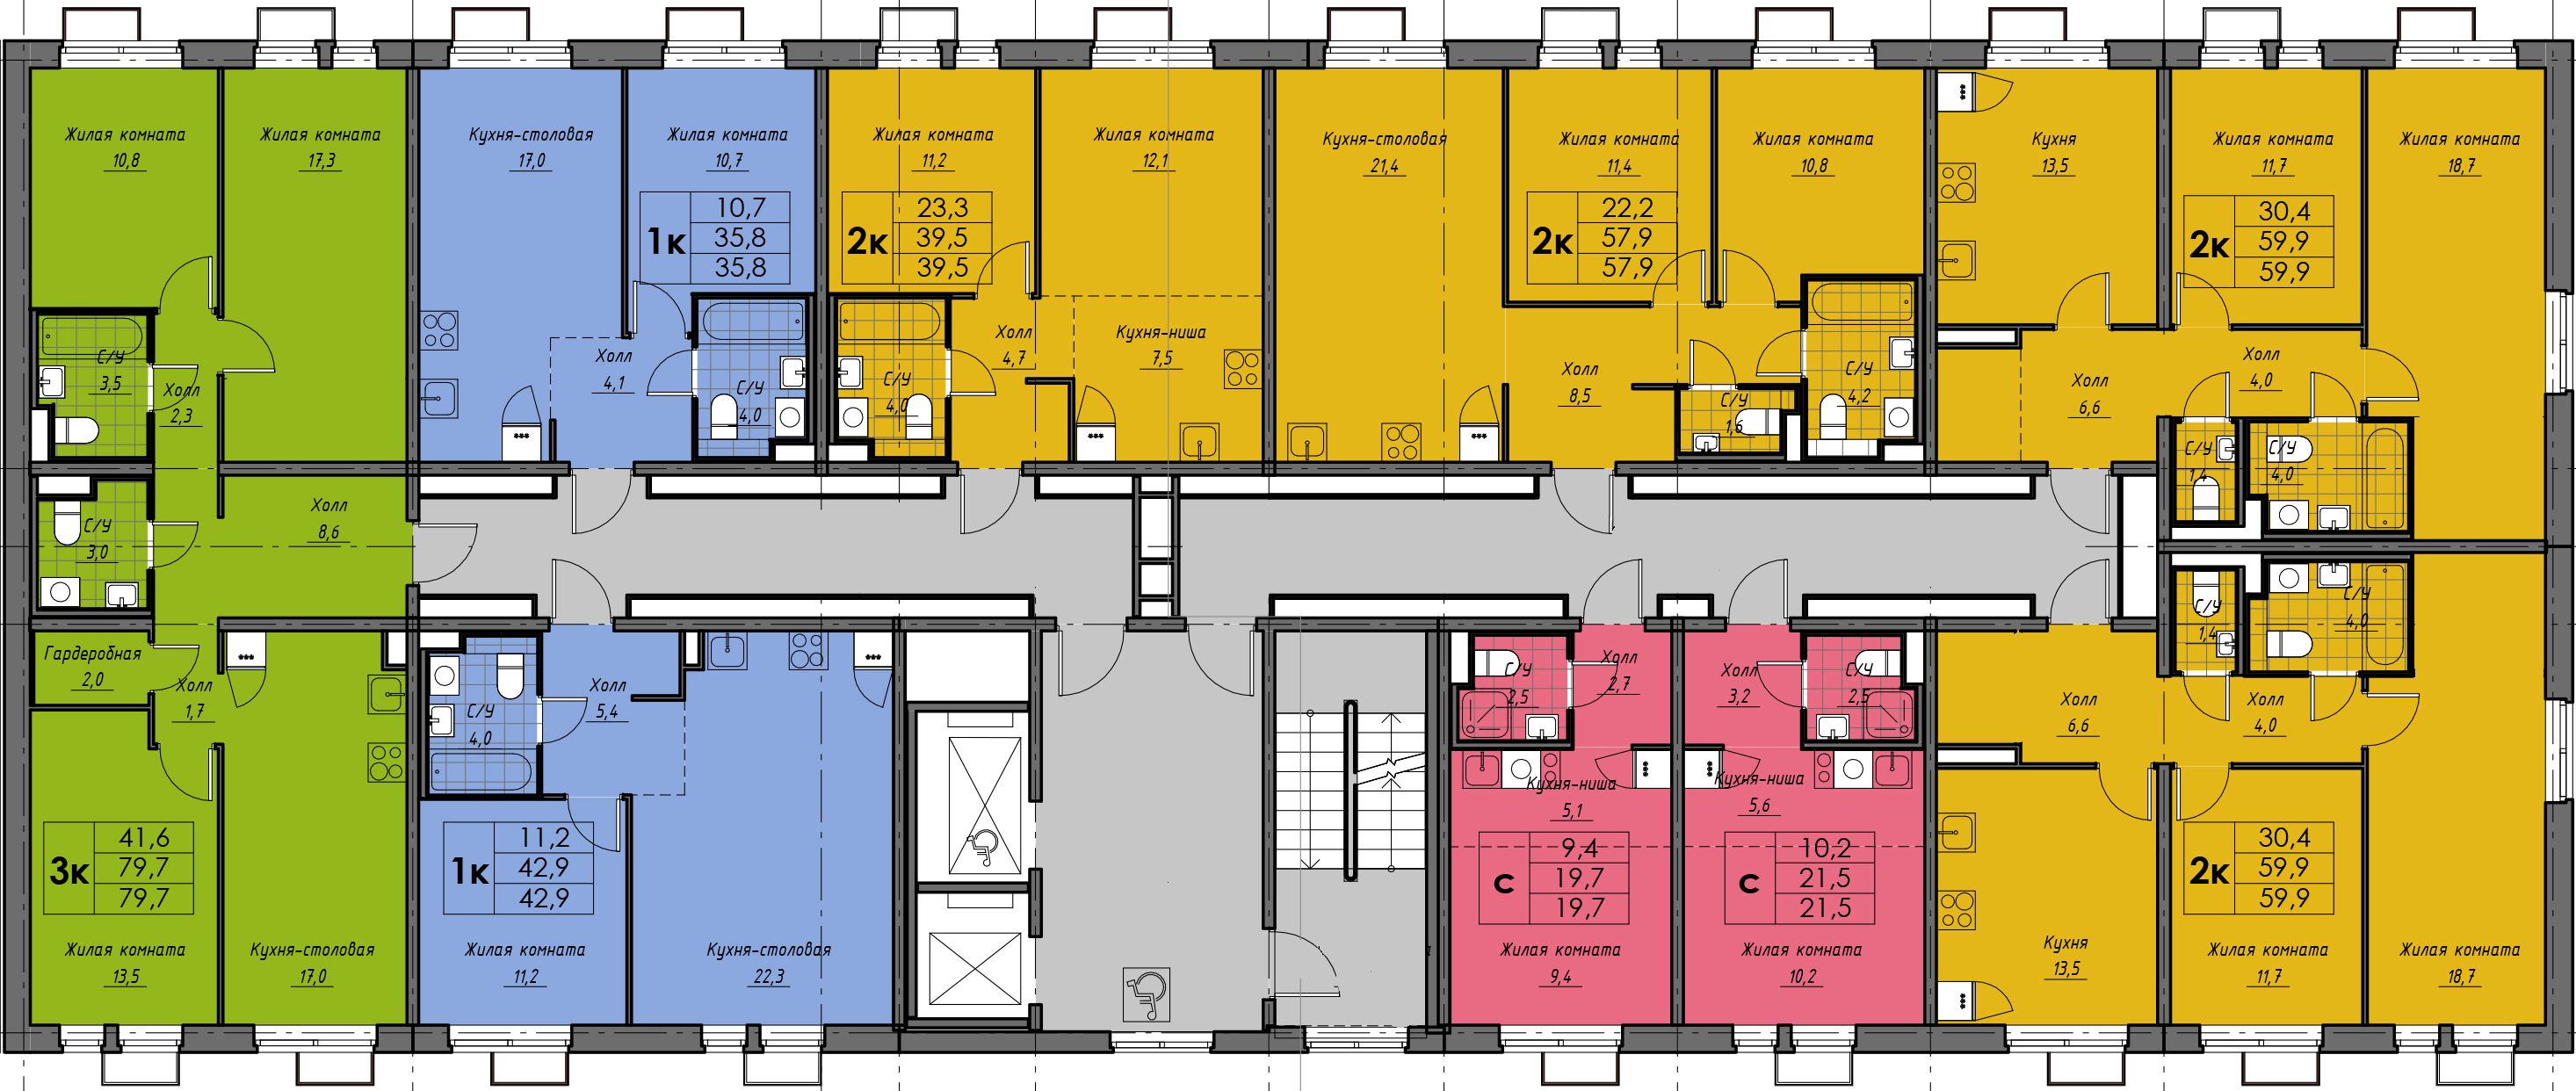 Жилая комната
10,8
Жилая комната
17,3
С/У
3,5
Холл
2,3
С/У
3,0
Холл
8,6
Гардеробная
2,0
Холл
1,7
3к
41,6
79,7
79,7
Жилая комната
13,5
Кухня-столовая
17,0
Кухня-столовая
17,0
Жилая комната
10,7
1к
10,7
35,8
35,8
Холл
4,1
С/У
4,0
Жилая комната
11,2
Жилая комната
12,1
2к
23,3
39,5
39,5
С/У
4,0
Холл
4,7
Кухня-ниша
7,5
Кухня-столовая
21,4
Жилая комната
11,4
Жилая комната
10,8
2к
22,2
57,9
57,9
Холл
8,5
С/У
1,6
С/У
4,2
Кухня
13,5
Жилая комната
11,7
Жилая комната
18,7
2к
30,4
59,9
59,9
Холл
6,6
Холл
4,0
С/У
1,4
С/У
4,0
С/У
4,0
Холл
5,4
1к
11,2
42,9
42,9
Жилая комната
11,2
Кухня-столовая
22,3
С/У
2,5
Холл
2,7
Кухня-ниша
5,1
с
9,4
19,7
19,7
Жилая комната
9,4
Холл
3,2
С/У
2,5
Кухня-ниша
5,6
с
10,2
21,5
21,5
Жилая комната
10,2
С/У
1,4
С/У
4,0
Холл
6,6
Холл
4,0
2к
30,4
59,9
59,9
Кухня
13,5
Жилая комната
11,7
Жилая комната
18,7